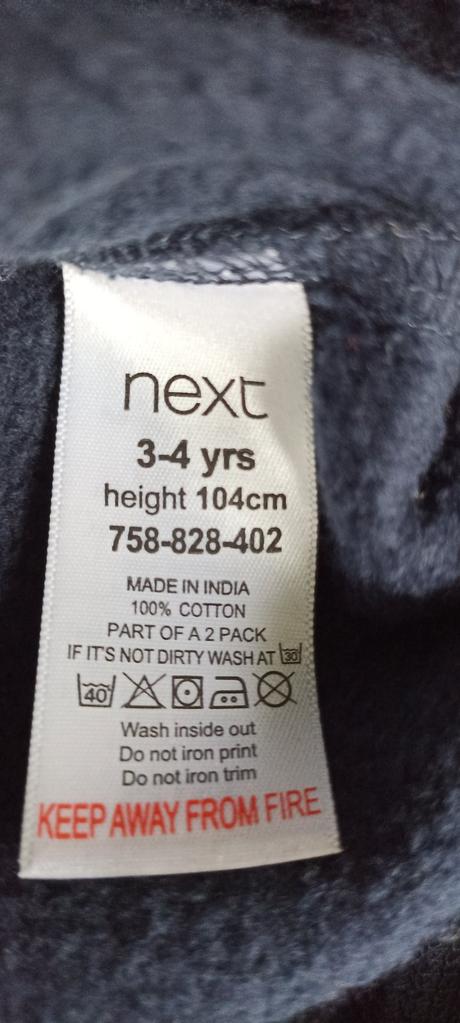 next
3-4 yrs
height 104cm
758-828-402
MADE IN INDIA
100% COTTON
PART OF A 2 PACK
IF IT'S NOT DIRTY WASH AT 30
40
Wash inside out
Do not iron print
Do not iron trim
KEEP AWAY FROM FIRE